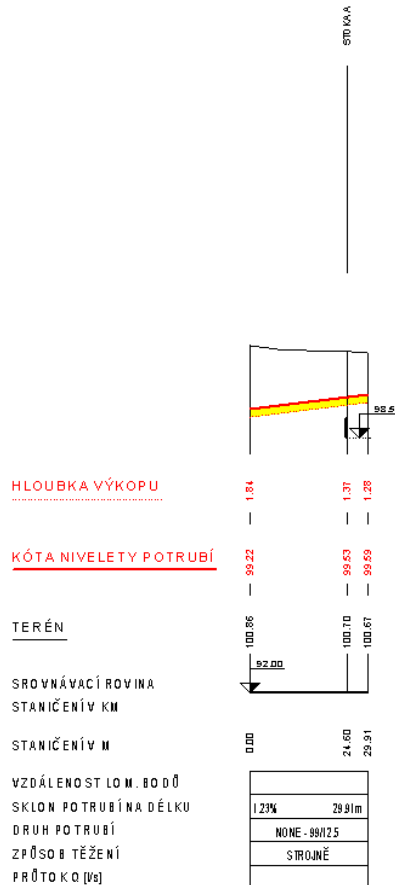 STOKA A
98.5
HLOUBKA VÝKOPU 1.84 1.37 1.28
KÓTA NIVELETY POTRUBÍ 99.22 99.53 99.59
TERÉN 100.86 100.70 100.67
92.00
SROVNÁVACÍ ROVINA
STANIČENÍ V KM
STANIČENÍ V M 0.00 24.60 29.91
VZDÁLENOST LOM. BODŮ
SKLON POTRUBÍ NA DÉLKU 1.23% 29.91m
DRUH POTRUBÍ NONE - 99/12.5
ZPŮSOB TĚŽENÍ STROJNĚ
PRŮTOK Q [l/s]